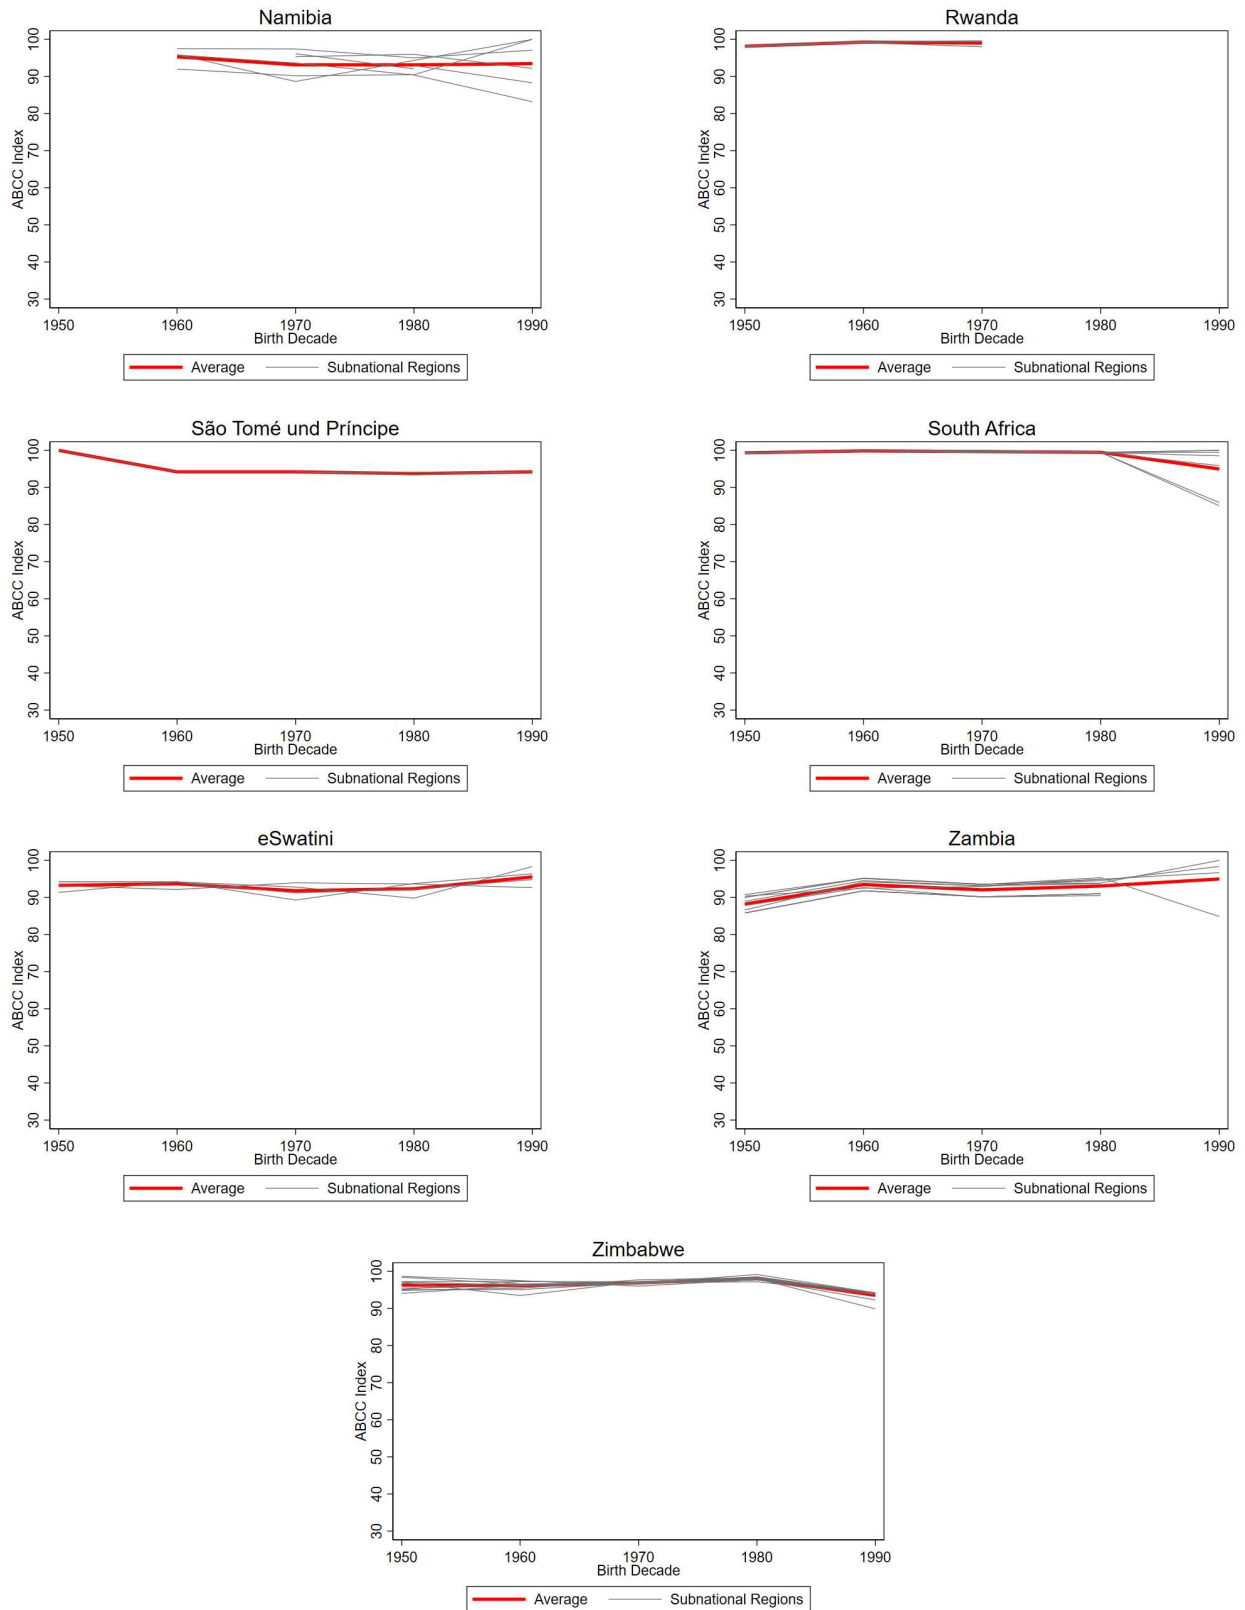 Namibia
ABCC Index
100
90
80
70
60
50
40
30
1950 1960 1970 1980 1990
Birth Decade
Average Subnational Regions
Rwanda
ABCC Index
100
90
80
70
60
50
40
30
1950 1960 1970 1980 1990
Birth Decade
Average Subnational Regions
São Tomé und Príncipe
ABCC Index
100
90
80
70
60
50
40
30
1950 1960 1970 1980 1990
Birth Decade
Average Subnational Regions
South Africa
ABCC Index
100
90
80
70
60
50
40
30
1950 1960 1970 1980 1990
Birth Decade
Average Subnational Regions
eSwatini
ABCC Index
100
90
80
70
60
50
40
30
1950 1960 1970 1980 1990
Birth Decade
Average Subnational Regions
Zambia
ABCC Index
100
90
80
70
60
50
40
30
1950 1960 1970 1980 1990
Birth Decade
Average Subnational Regions
Zimbabwe
ABCC Index
100
90
80
70
60
50
40
30
1950 1960 1970 1980 1990
Birth Decade
Average Subnational Regions